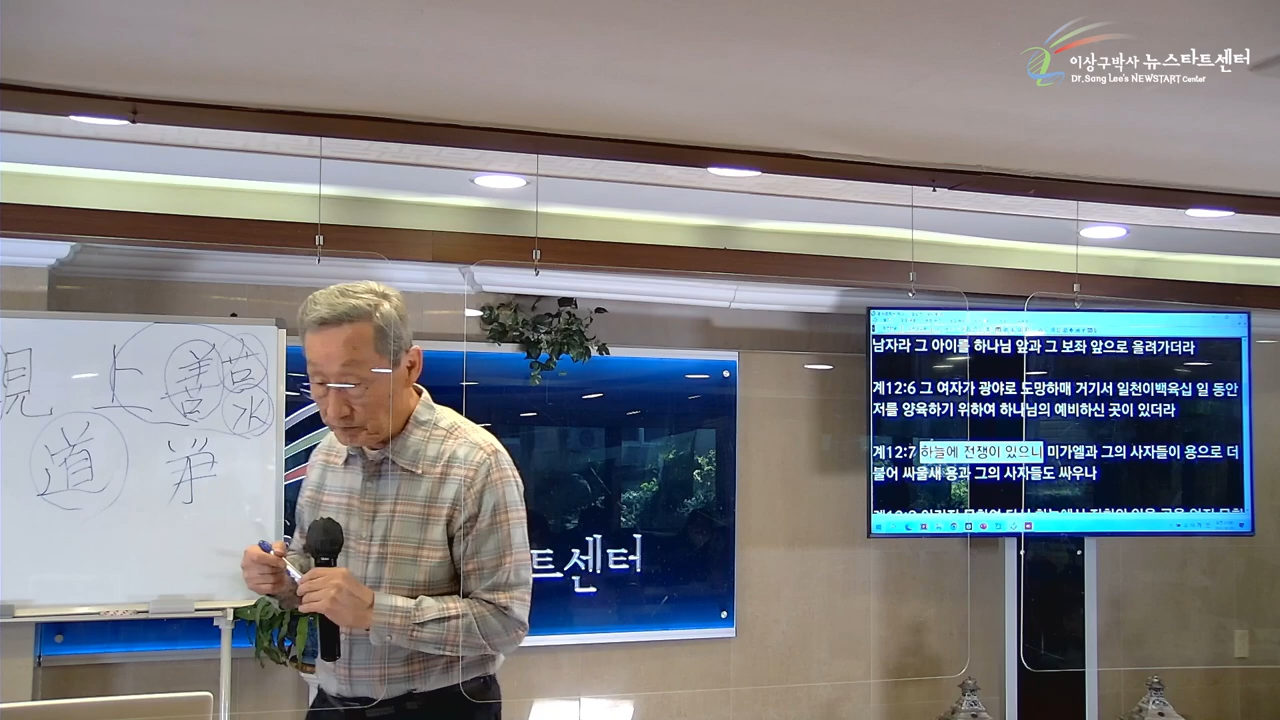 이상구박사 뉴스타트센터
Dr. Sang Lee's NEWSTART Center
上善若水
道 爭
트센터
남자라 그 아이를 하나님 앞과 그 보좌 앞으로 올려가더라
계12:6 그 여자가 광야로 도망하매 거기서 일천이백육십 일 동안
저를 양육하기 위하여 하나님의 예비하신 곳이 있더라
계12:7 하늘에 전쟁이 있으니 미가엘과 그의 사자들이 용으로 더
불어 싸울새 용과 그의 사자들도 싸우나